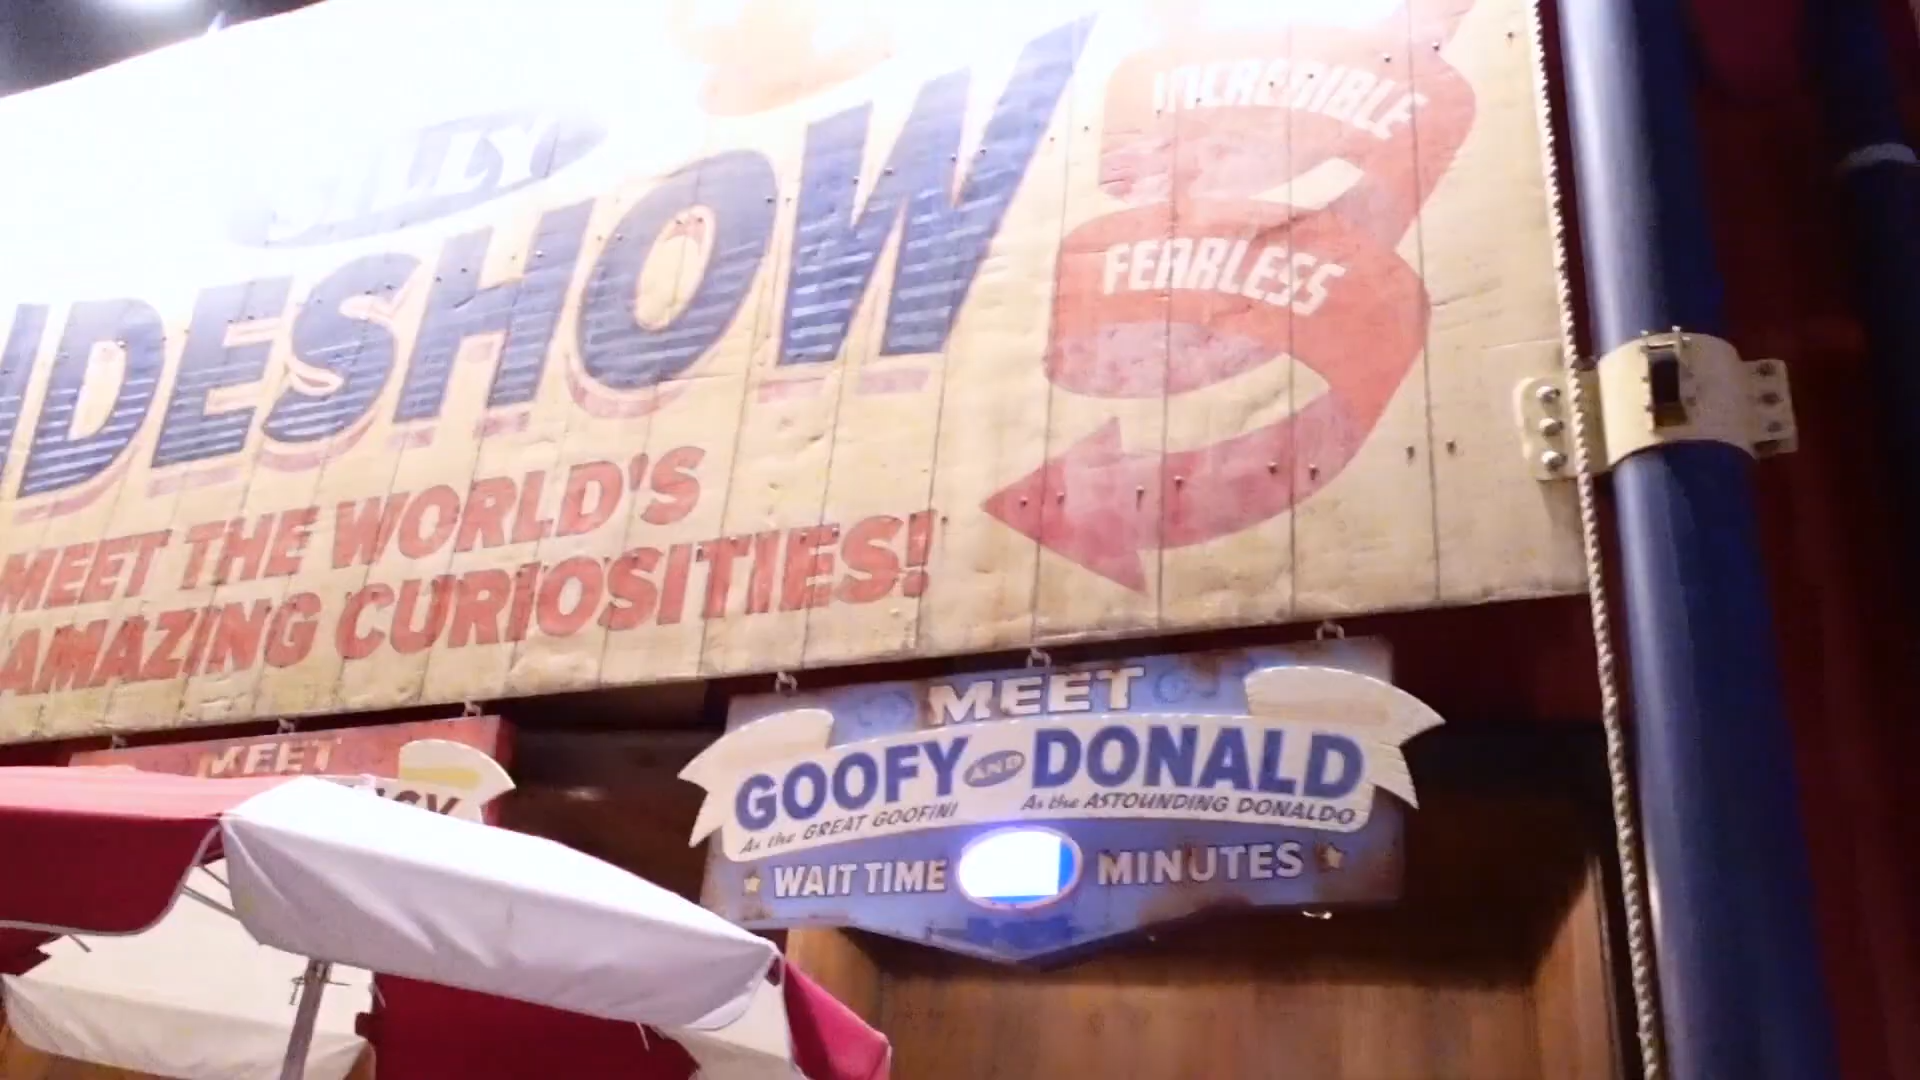 SIDESHOW
MEET THE WORLD'S
AMAZING CURIOSITIES!
INCREDIBLE
FEARLESS
MEET
MEET
GOOFY AND DONALD
As the GREAT GOOFINI
As the ASTOUNDING DONALDO
WAIT TIME MINUTES